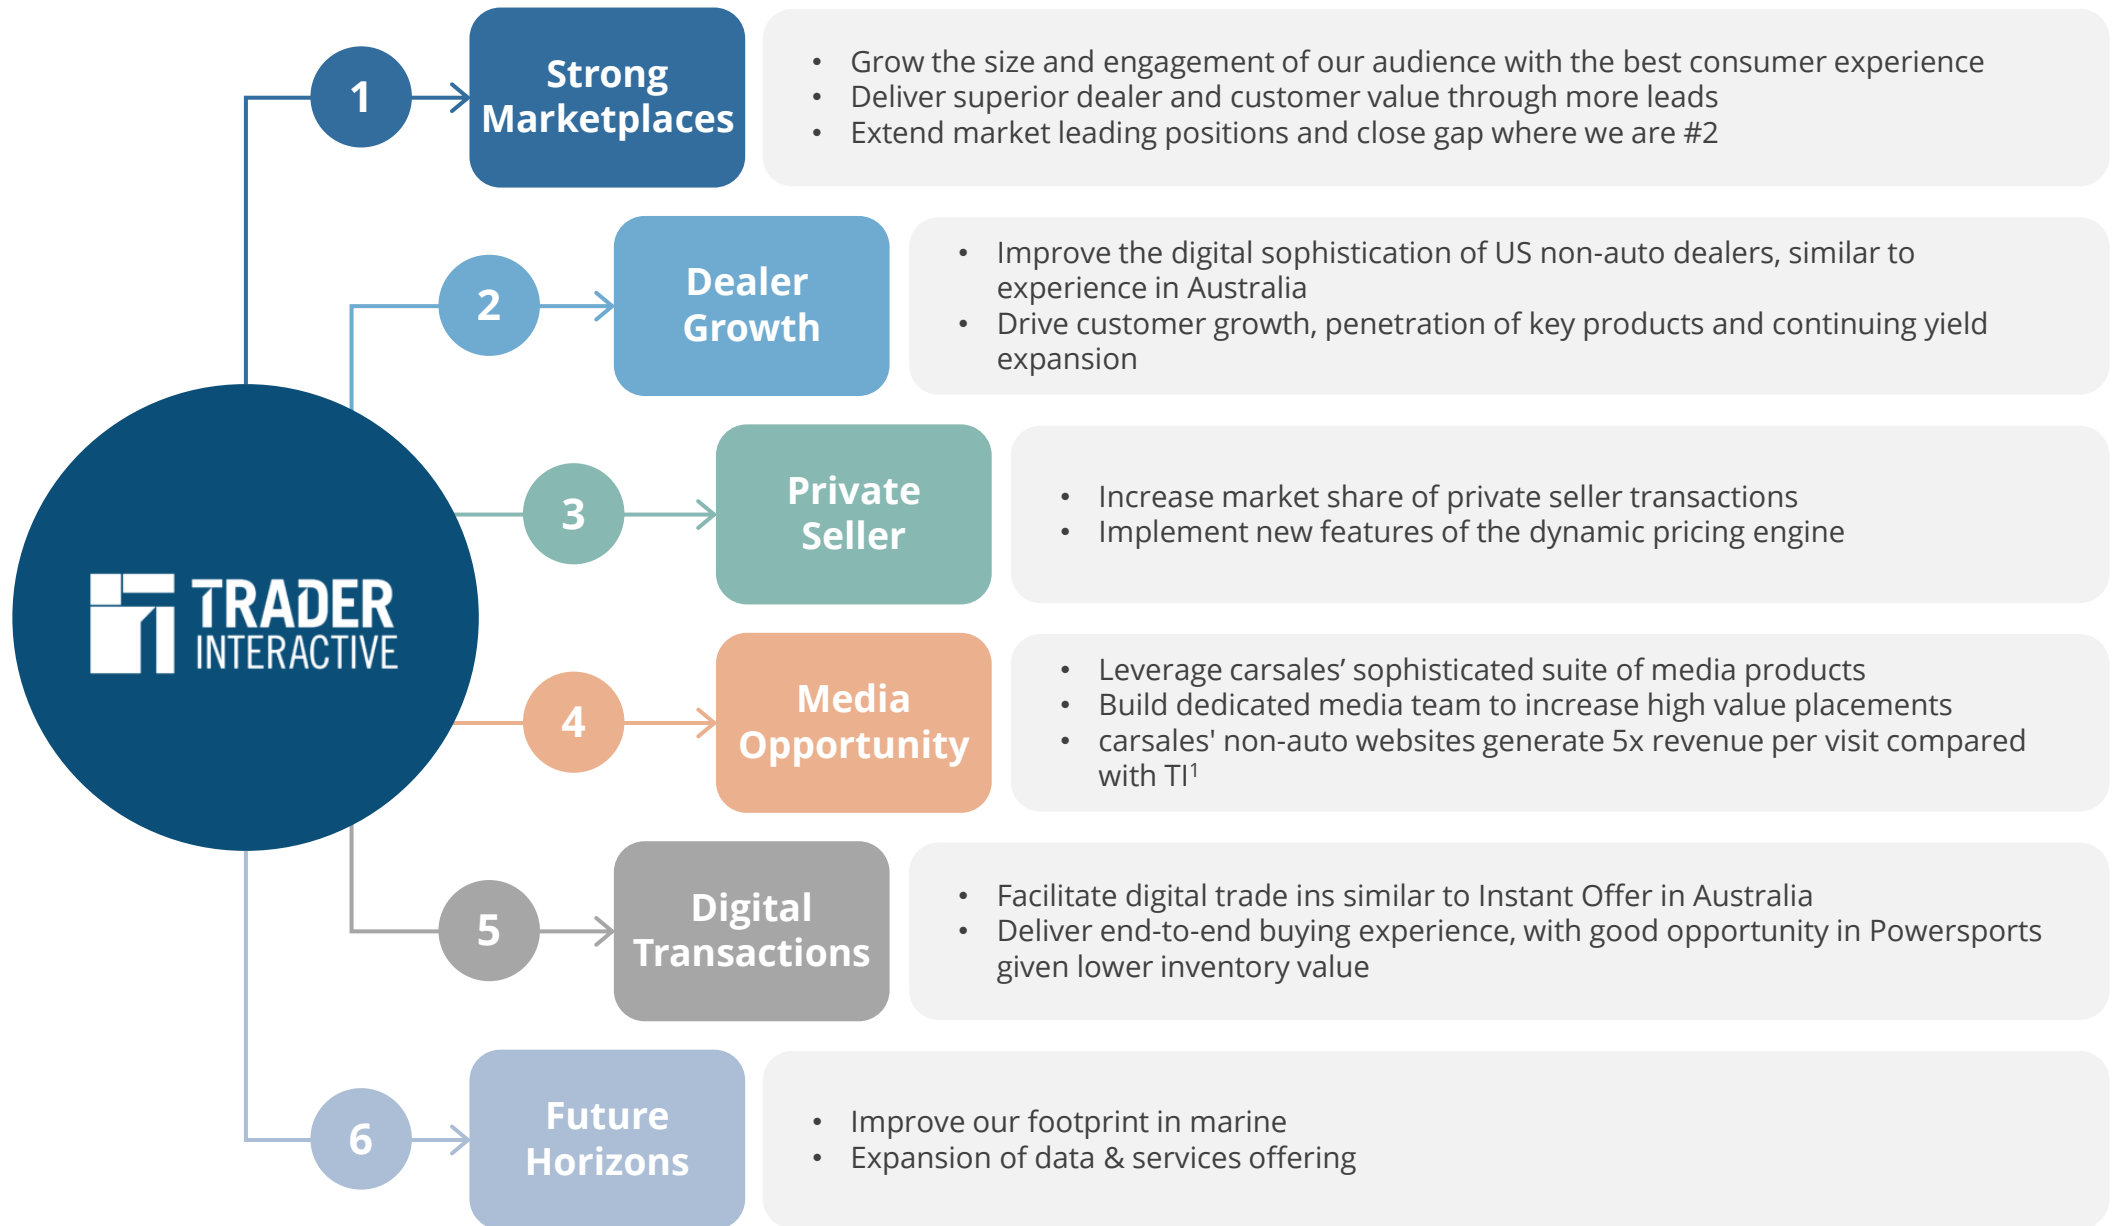 1
Strong
Marketplaces
• Grow the size and engagement of our audience with the best consumer experience
• Deliver superior dealer and customer value through more leads
• Extend market leading positions and close gap where we are #2
2
Dealer
Growth
• Improve the digital sophistication of US non-auto dealers, similar to
experience in Australia
• Drive customer growth, penetration of key products and continuing yield
expansion
TRADER
INTERACTIVE
3
Private
Seller
• Increase market share of private seller transactions
• Implement new features of the dynamic pricing engine
4
Media
Opportunity
• Leverage carsales’ sophisticated suite of media products
• Build dedicated media team to increase high value placements
• carsales' non-auto websites generate 5x revenue per visit compared
with TI¹
5
Digital
Transactions
• Facilitate digital trade ins similar to Instant Offer in Australia
• Deliver end-to-end buying experience, with good opportunity in Powersports
given lower inventory value
6
Future
Horizons
• Improve our footprint in marine
• Expansion of data & services offering